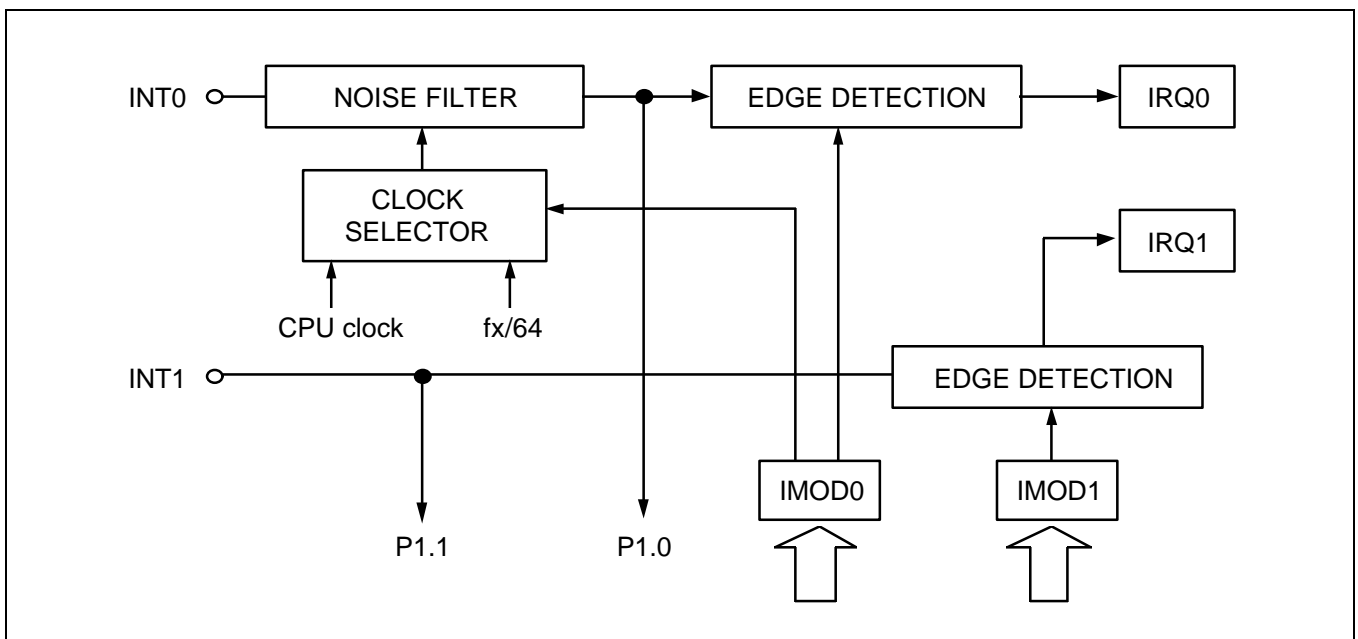 INT0
NOISE FILTER
EDGE DETECTION
IRQ0
CLOCK
SELECTOR
IRQ1
CPU clock
fx/64
INT1
EDGE DETECTION
IMOD0
IMOD1
P1.1
P1.0